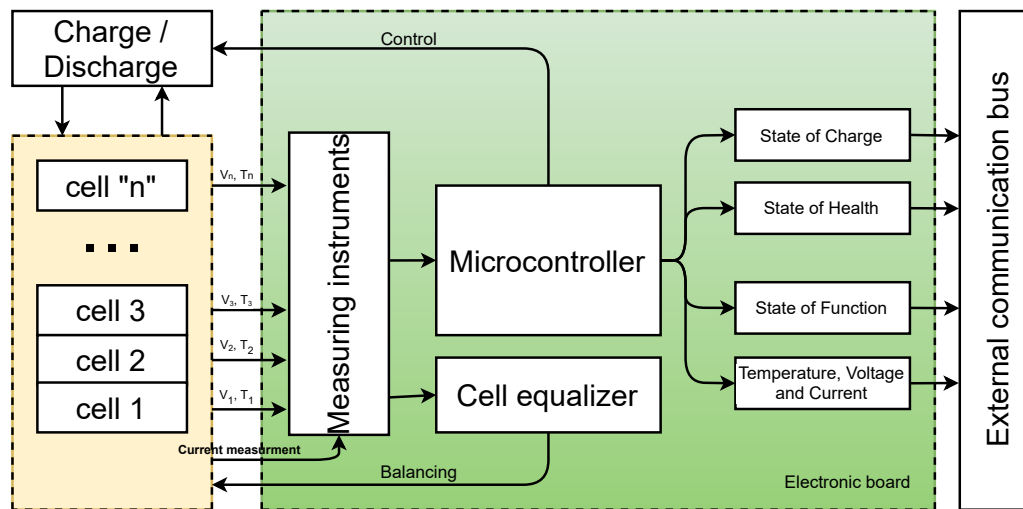 Charge /
Discharge
Control
cell "n"
Vn, Tn
cell 3
V3, T3
cell 2
V2, T2
cell 1
V1, T1
Current measurment
Measuring instruments
Microcontroller
Cell equalizer
Balancing
State of Charge
State of Health
State of Function
Temperature, Voltage
and Current
Electronic board
External communication bus